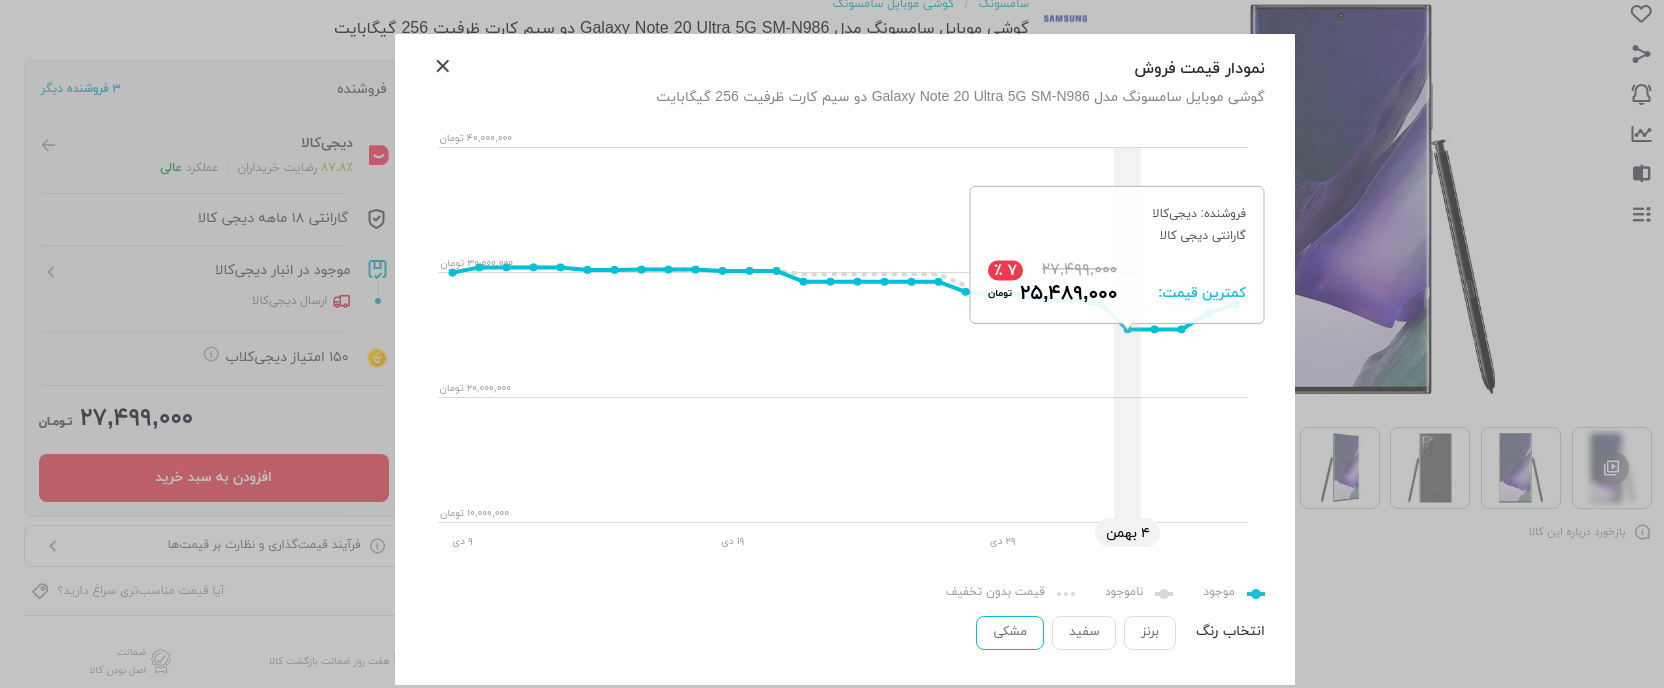 سامسونگ / گوشی موبایل سامسونگ
SAMSUNG
گوشی موبایل سامسونگ مدل Galaxy Note 20 Ultra 5G SM-N986 دو سیم کارت ظرفیت 256 گیگابایت
نمودار قیمت فروش
گوشی موبایل سامسونگ مدل Galaxy Note 20 Ultra 5G SM-N986 دو سیم کارت ظرفیت 256 گیگابایت
۴۰,۰۰۰,۰۰۰ تومان
۳۰,۰۰۰,۰۰۰ تومان
۲۰,۰۰۰,۰۰۰ تومان
۱۰,۰۰۰,۰۰۰ تومان
فروشنده: دیجی‌کالا
گارانتی دیجی کالا
۲۷,۴۹۹,۰۰۰ ۷ ٪
کمترین قیمت: ۲۵,۴۸۹,۰۰۰ تومان
۹ دی
۱۹ دی
۲۹ دی
۴ بهمن
موجود
ناموجود
قیمت بدون تخفیف
انتخاب رنگ
برنز
سفید
مشکی
بازخورد درباره این کالا
فروشنده
۳ فروشنده دیگر
دیجی‌کالا
۸۷.۸٪ رضایت خریداران | عملکرد عالی
گارانتی ۱۸ ماهه دیجی کالا
موجود در انبار دیجی‌کالا
ارسال دیجی‌کالا
۱۵۰ امتیاز دیجی‌کلاب
۲۷,۴۹۹,۰۰۰ تومان
افزودن به سبد خرید
فرآیند قیمت‌گذاری و نظارت بر قیمت‌ها
آیا قیمت مناسب‌تری سراغ دارید؟
هفت روز ضمانت بازگشت کالا
ضمانت
اصل بودن کالا